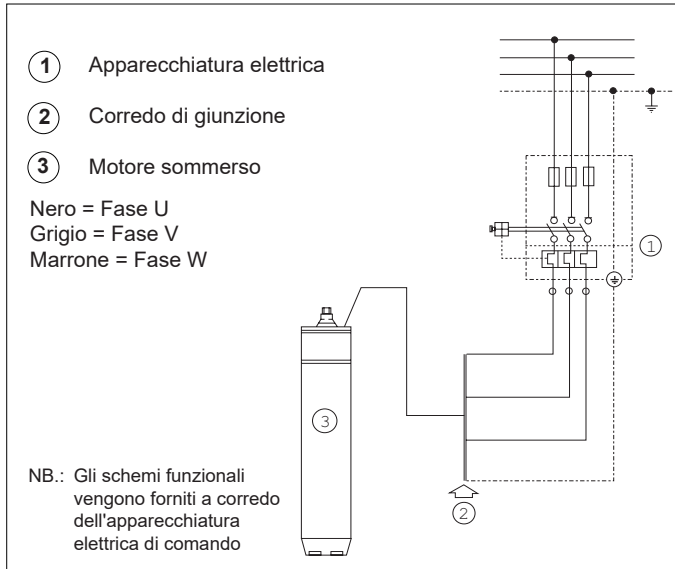 1 Apparecchiatura elettrica
2 Corredo di giunzione
3 Motore sommerso
Nero = Fase U
Grigio = Fase V
Marrone = Fase W
1
3
2
NB.: Gli schemi funzionali
vengono forniti a corredo
dell'apparecchiatura
elettrica di comando